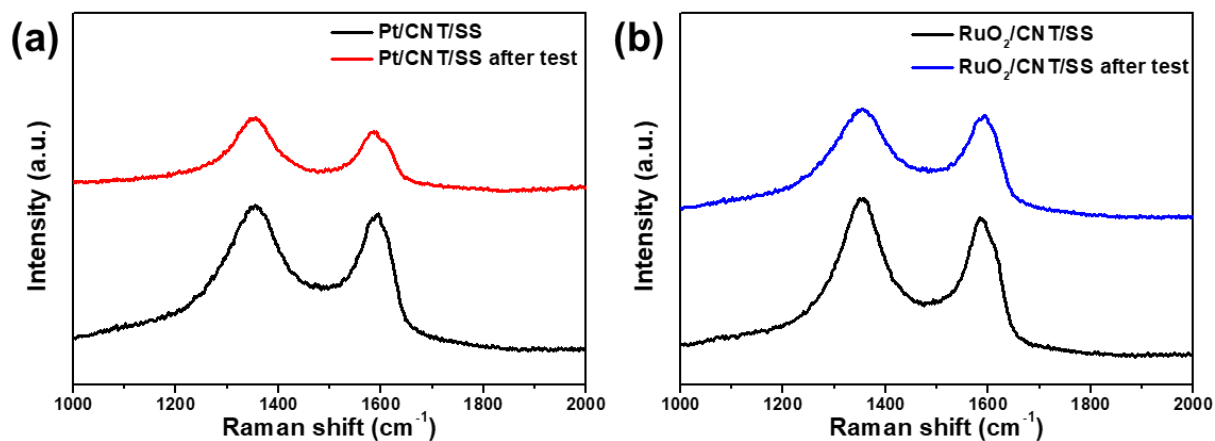 (a)
Pt/CNT/SS
Pt/CNT/SS after test
Intensity (a.u.)
1000 1200 1400 1600 1800 2000
Raman shift (cm⁻¹)
(b)
RuO₂/CNT/SS
RuO₂/CNT/SS after test
Intensity (a.u.)
1000 1200 1400 1600 1800 2000
Raman shift (cm⁻¹)